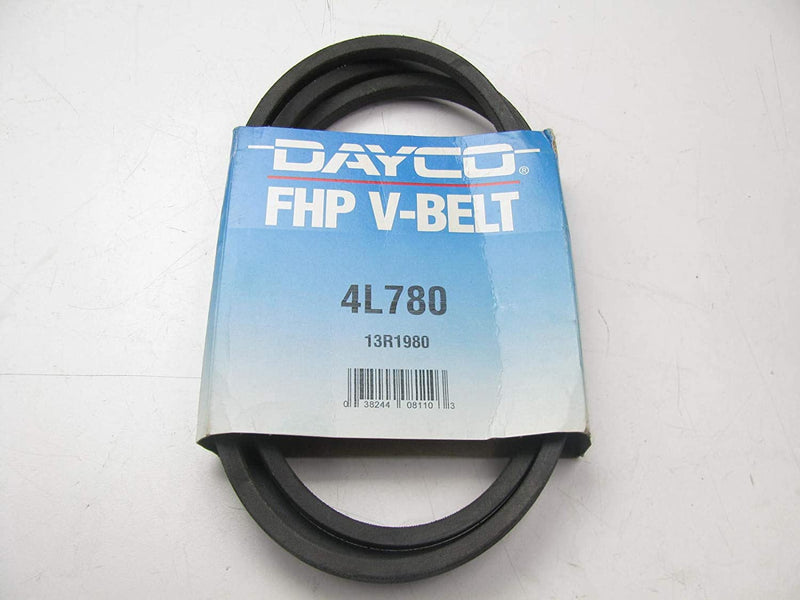 DAYCO®
FHP V-BELT
4L780
13R1980
0 38244 08110 3